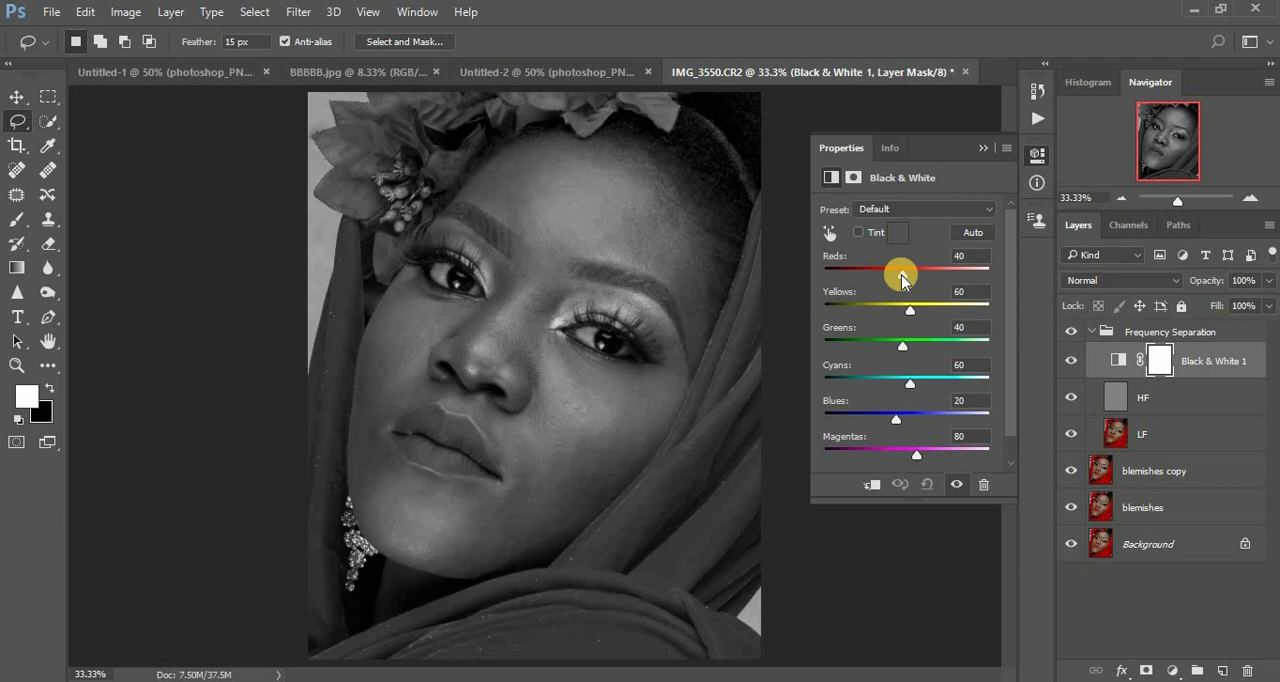 Ps File Edit Image Layer Type Select Filter 3D View Window Help
Feather: 15 px Anti-alias Select and Mask...
Untitled-1 @ 50% (photoshop_PN... × BBBBB.jpg @ 8.33% (RGB/... × Untitled-2 @ 50% (photoshop_PN... × IMG_3550.CR2 @ 33.3% (Black & White 1, Layer Mask/8) * ×
Histogram Navigator
33.33%
Properties Info
Black & White
Preset: Default
Tint Auto
Reds: 40
Yellows: 60
Greens: 40
Cyans: 60
Blues: 20
Magentas: 80
Layers Channels Paths
Kind
Normal Opacity: 100%
Lock: Fill: 100%
Frequency Separation
Black & White 1
HF
LF
blemishes copy
blemishes
Background
fx
33.33% Doc: 7.50M/37.5M